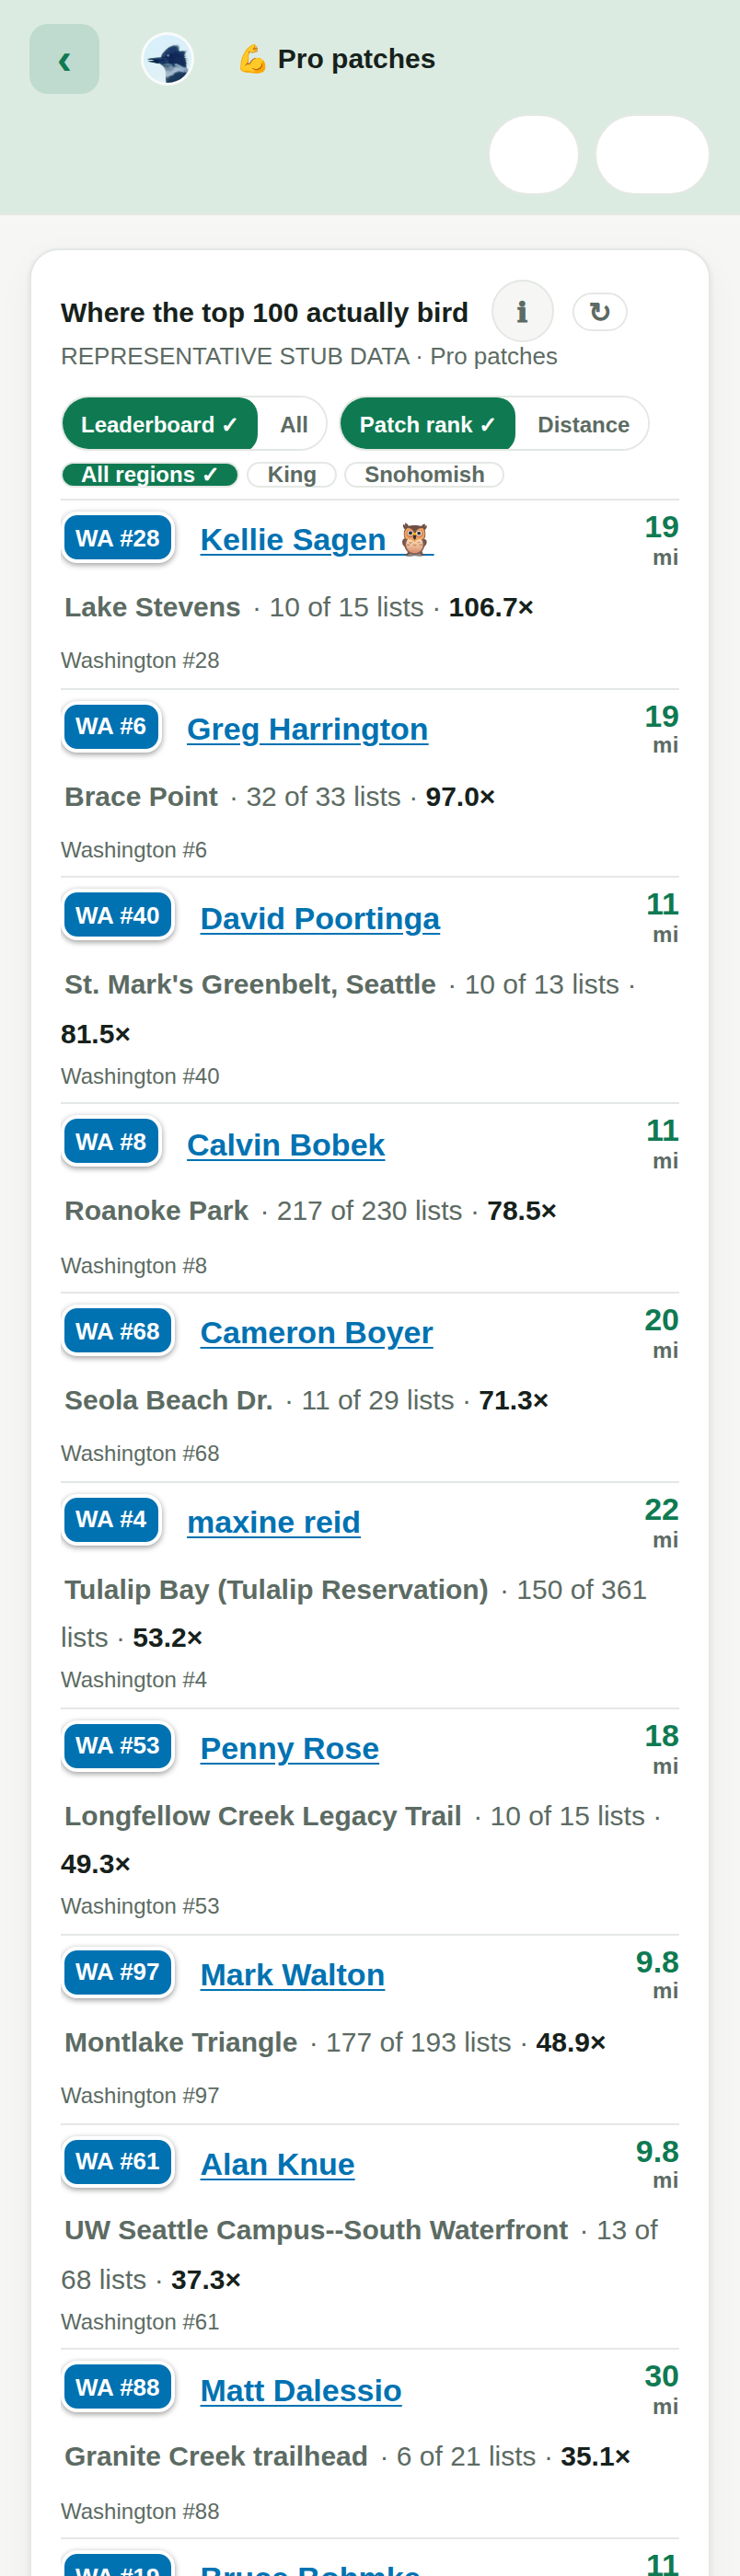 ‹ 💪 Pro patches
Where the top 100 actually bird ℹ ↻
REPRESENTATIVE STUB DATA · Pro patches
Leaderboard ✓ All Patch rank ✓ Distance
All regions ✓ King Snohomish
WA #28 Kellie Sagen 🦉 19
mi
Lake Stevens · 10 of 15 lists · 106.7×
Washington #28
WA #6 Greg Harrington 19
mi
Brace Point · 32 of 33 lists · 97.0×
Washington #6
WA #40 David Poortinga 11
mi
St. Mark's Greenbelt, Seattle · 10 of 13 lists ·
81.5×
Washington #40
WA #8 Calvin Bobek 11
mi
Roanoke Park · 217 of 230 lists · 78.5×
Washington #8
WA #68 Cameron Boyer 20
mi
Seola Beach Dr. · 11 of 29 lists · 71.3×
Washington #68
WA #4 maxine reid 22
mi
Tulalip Bay (Tulalip Reservation) · 150 of 361
lists · 53.2×
Washington #4
WA #53 Penny Rose 18
mi
Longfellow Creek Legacy Trail · 10 of 15 lists ·
49.3×
Washington #53
WA #97 Mark Walton 9.8
mi
Montlake Triangle · 177 of 193 lists · 48.9×
Washington #97
WA #61 Alan Knue 9.8
mi
UW Seattle Campus--South Waterfront · 13 of
68 lists · 37.3×
Washington #61
WA #88 Matt Dalessio 30
mi
Granite Creek trailhead · 6 of 21 lists · 35.1×
Washington #88
11